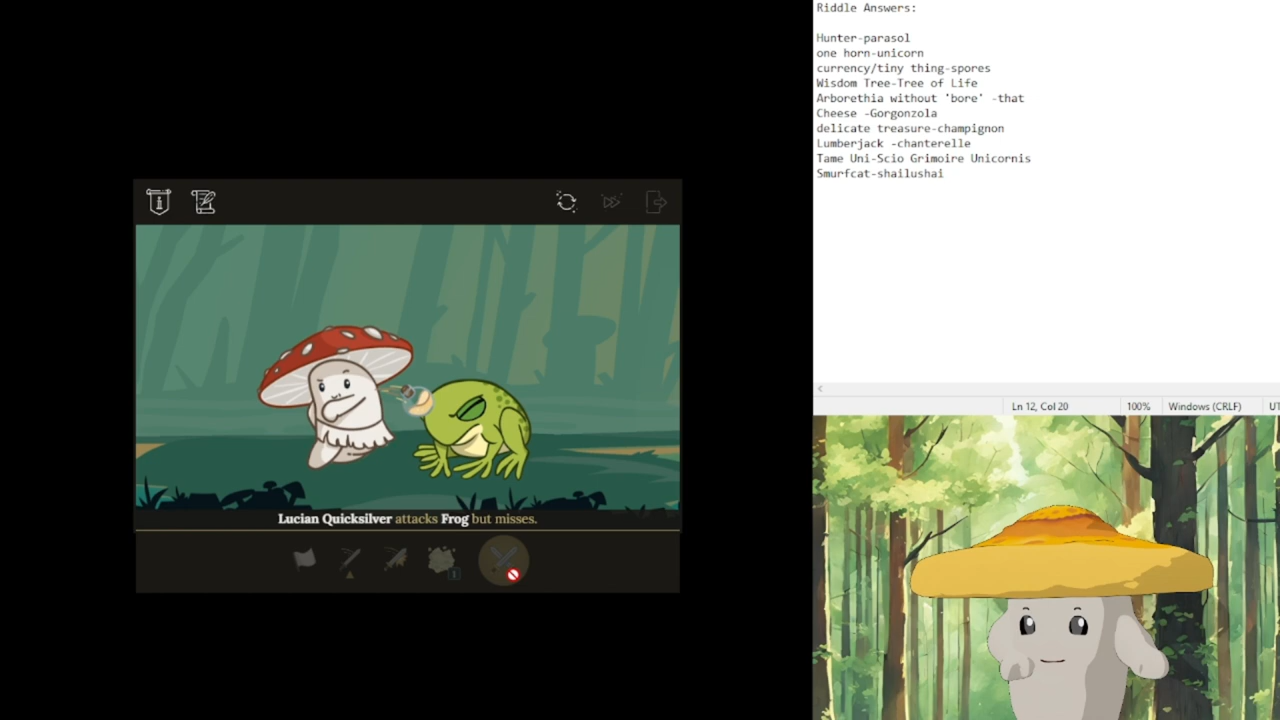 Riddle Answers:
Hunter-parasol
one horn-unicorn
currency/tiny thing-spores
Wisdom Tree-Tree of Life
Arborethia without 'bore' -that
Cheese -Gorgonzola
delicate treasure-champignon
Lumberjack -chanterelle
Tame Uni-Scio Grimoire Unicornis
Smurfcat-shailushai
Lucian Quicksilver attacks Frog but misses.
1
Ln 12, Col 20 100% Windows (CRLF) UT